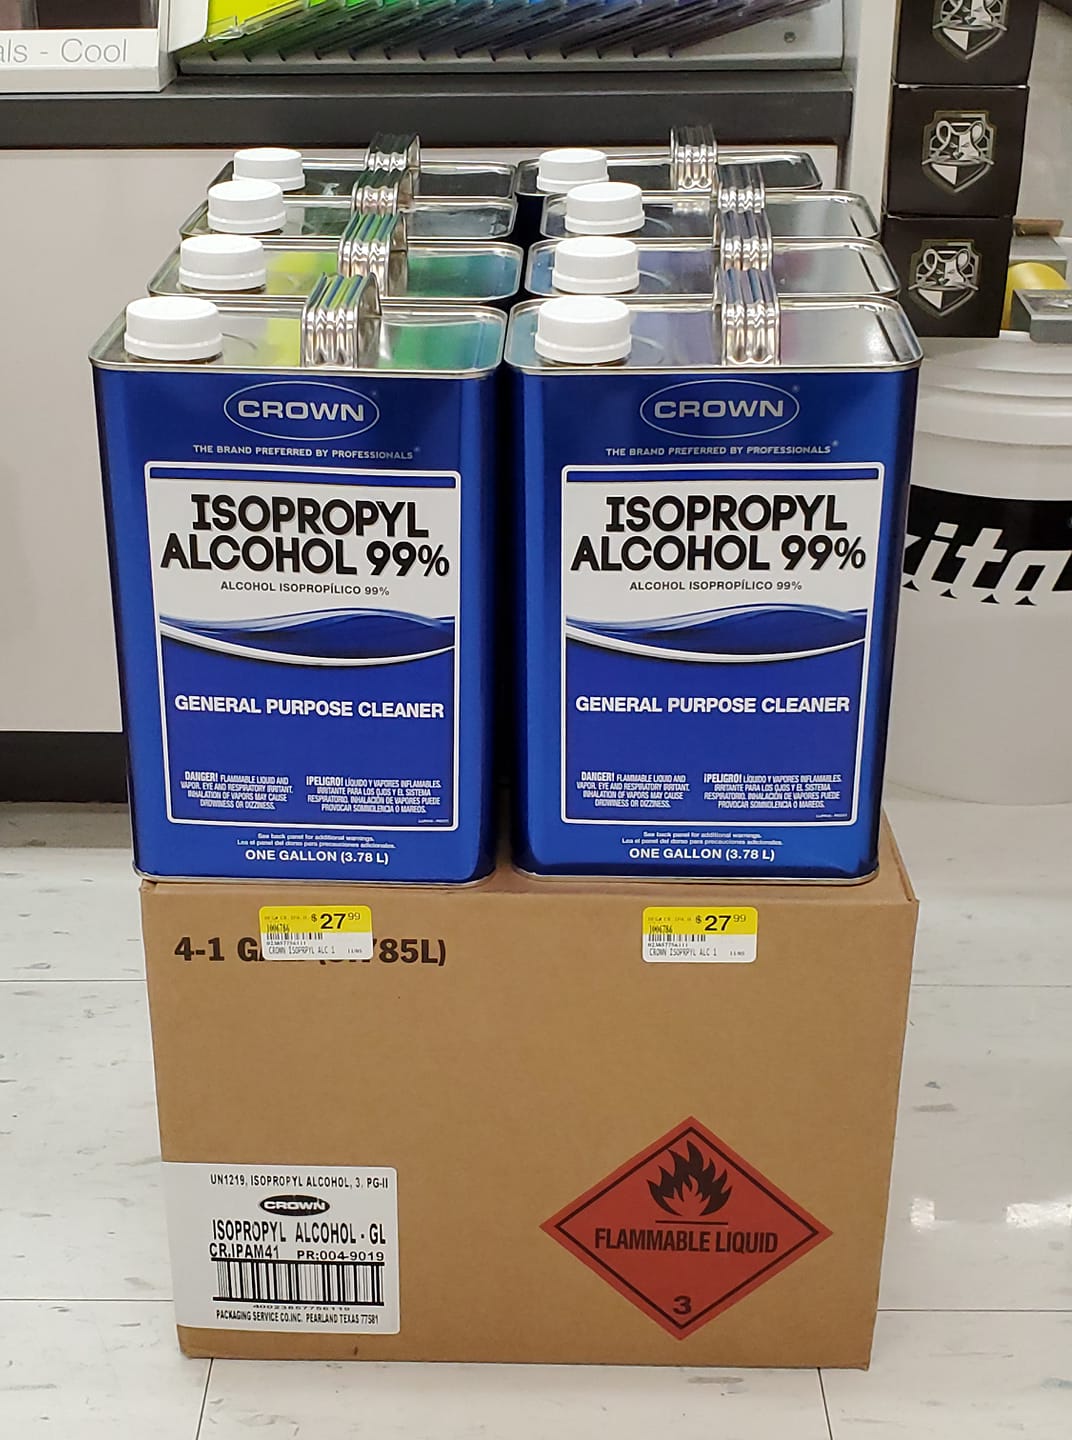 als - Cool
CROWN®
THE BRAND PREFERRED BY PROFESSIONALS®
ISOPROPYL
ALCOHOL 99%
ALCOHOL ISOPROPÍLICO 99%
GENERAL PURPOSE CLEANER
DANGER! FLAMMABLE LIQUID AND
VAPOR. EYE AND RESPIRATORY IRRITANT.
INHALATION OF VAPORS MAY CAUSE
DROWSINESS OR DIZZINESS.
¡PELIGRO! LÍQUIDO Y VAPORES INFLAMABLES.
IRRITANTE PARA LOS OJOS Y EL SISTEMA
RESPIRATORIO. INHALACIÓN DE VAPORES PUEDE
PROVOCAR SOMNOLENCIA O MAREOS.
See back panel for additional warnings.
Lea el panel del dorso para precauciones adicionales.
ONE GALLON (3.78 L)
CROWN®
THE BRAND PREFERRED BY PROFESSIONALS®
ISOPROPYL
ALCOHOL 99%
ALCOHOL ISOPROPÍLICO 99%
GENERAL PURPOSE CLEANER
DANGER! FLAMMABLE LIQUID AND
VAPOR. EYE AND RESPIRATORY IRRITANT.
INHALATION OF VAPORS MAY CAUSE
DROWSINESS OR DIZZINESS.
¡PELIGRO! LÍQUIDO Y VAPORES INFLAMABLES.
IRRITANTE PARA LOS OJOS Y EL SISTEMA
RESPIRATORIO. INHALACIÓN DE VAPORES PUEDE
PROVOCAR SOMNOLENCIA O MAREOS.
See back panel for additional warnings.
Lea el panel del dorso para precauciones adicionales.
ONE GALLON (3.78 L)
$27.99
1006786
CROWN ISOPRPYL ALC 1
$27.99
1006786
CROWN ISOPRPYL ALC 1
4-1 G 85L)
UN1219, ISOPROPYL ALCOHOL, 3, PG-II
CROWN
ISOPROPYL ALCOHOL - GL
CR.IPAM41 PR:004-9019
PACKAGING SERVICE CO.INC. PEARLAND TEXAS 77581
FLAMMABLE LIQUID
3